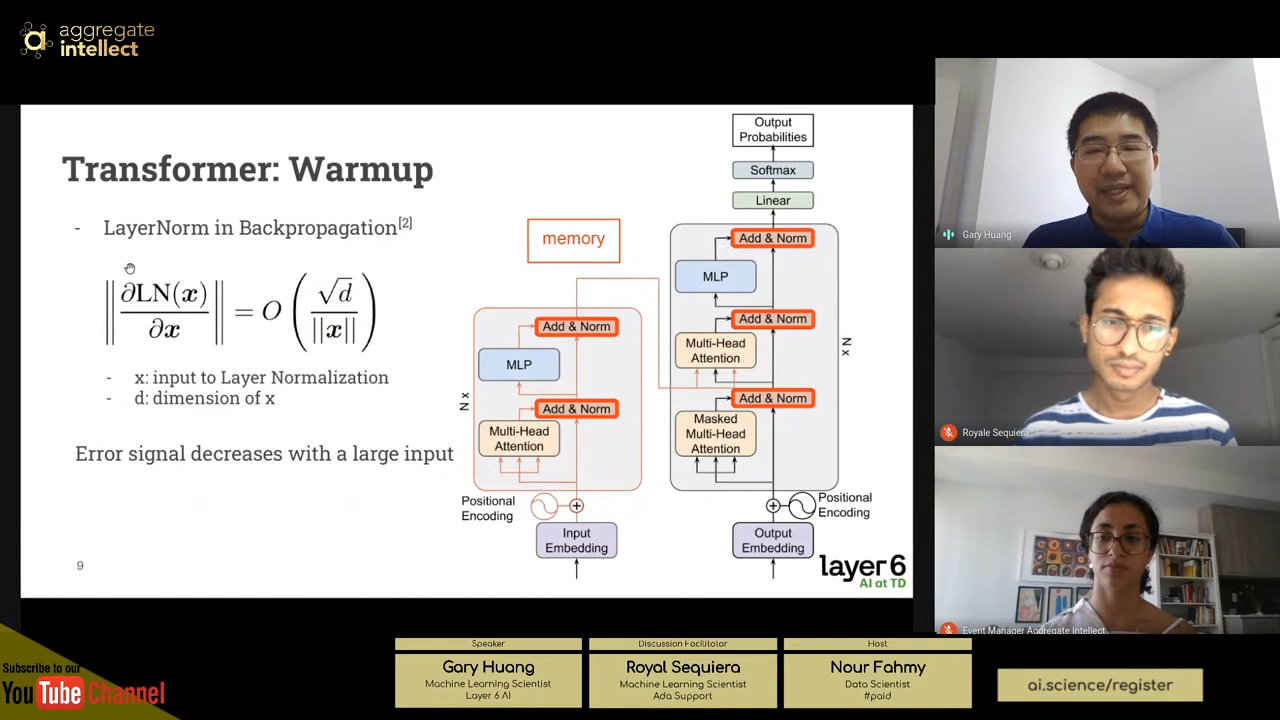 aggregate
intellect
Transformer: Warmup
- LayerNorm in Backpropagation[2]
‖∂LN(x)/∂x‖ = O(√d/||x||)
- x: input to Layer Normalization
- d: dimension of x
Error signal decreases with a large input
9
memory
Output
Probabilities
Softmax
Linear
Add & Norm
MLP
Add & Norm
Multi-Head
Attention
Add & Norm
Masked
Multi-Head
Attention
N x
Positional
Encoding
Output
Embedding
Add & Norm
MLP
Add & Norm
Multi-Head
Attention
N x
Positional
Encoding
Input
Embedding
layer 6
AI at TD
Gary Huang
Royale Sequiera
Event Manager Aggregate Intellect
Subscribe to our
YouTube Channel
Speaker
Gary Huang
Machine Learning Scientist
Layer 6 AI
Discussion Facilitator
Royal Sequiera
Machine Learning Scientist
Ada Support
Host
Nour Fahmy
Data Scientist
#paid
ai.science/register